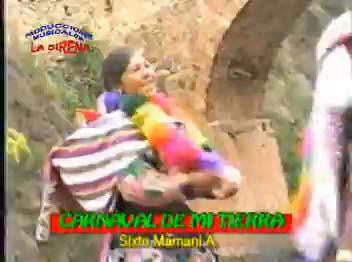 PRODUCCIONES
MUSICALES
LA SIRENA
CARNAVAL DE MI TIERRA
Sixto Mamani A